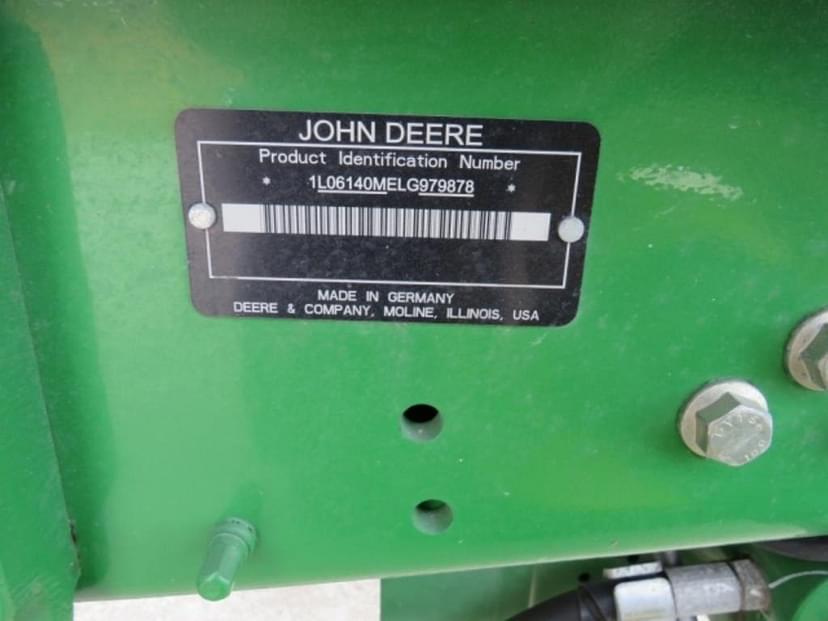 JOHN DEERE
Product Identification Number
* 1L06140MELG979878 *
MADE IN GERMANY
DEERE & COMPANY, MOLINE, ILLINOIS, USA